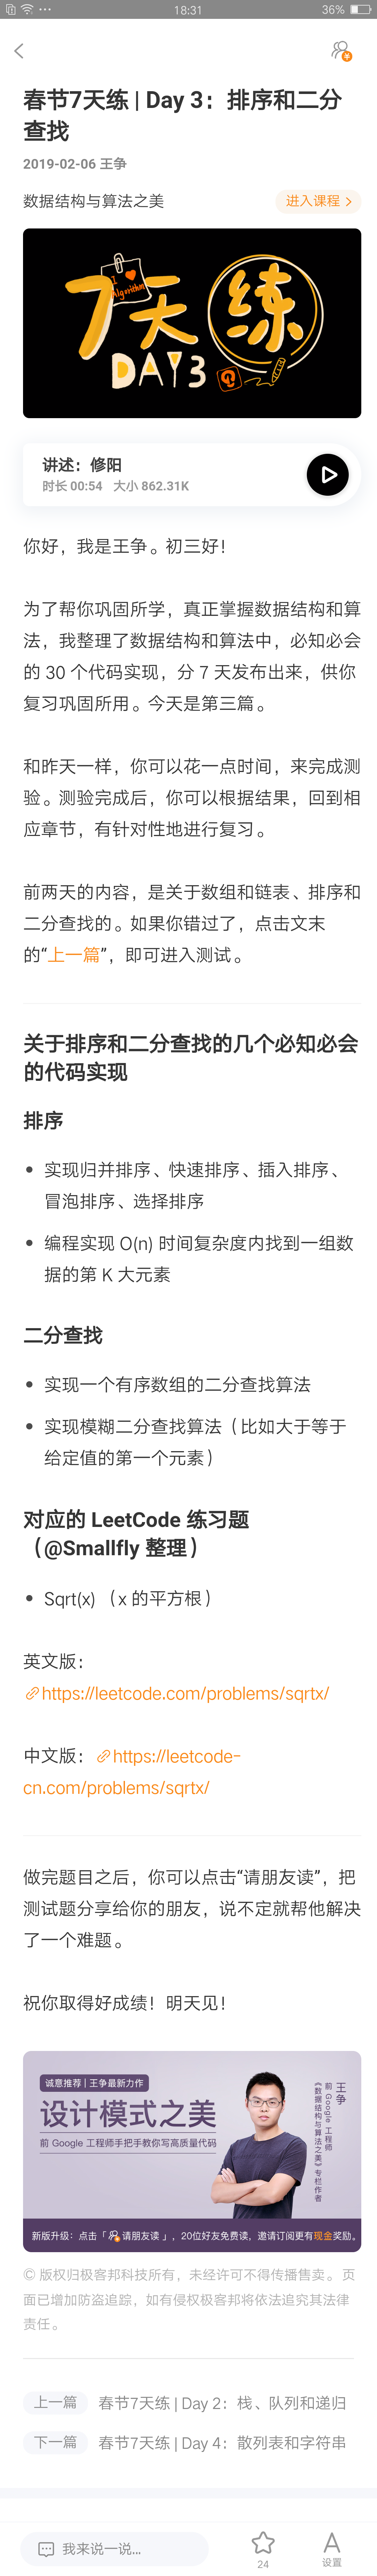 18:31
36%
春节7天练 | Day 3：排序和二分
查找
2019-02-06 王争
数据结构与算法之美
进入课程
I
Algorithm
7天练
DAY3
讲述：修阳
时长 00:54 大小 862.31K
你好，我是王争。初三好！
为了帮你巩固所学，真正掌握数据结构和算
法，我整理了数据结构和算法中，必知必会
的 30 个代码实现，分 7 天发布出来，供你
复习巩固所用。今天是第三篇。
和昨天一样，你可以花一点时间，来完成测
验。测验完成后，你可以根据结果，回到相
应章节，有针对性地进行复习。
前两天的内容，是关于数组和链表、排序和
二分查找的。如果你错过了，点击文末
的“上一篇”，即可进入测试。
关于排序和二分查找的几个必知必会
的代码实现
排序
• 实现归并排序、快速排序、插入排序、
冒泡排序、选择排序
• 编程实现 O(n) 时间复杂度内找到一组数
据的第 K 大元素
二分查找
• 实现一个有序数组的二分查找算法
• 实现模糊二分查找算法（比如大于等于
给定值的第一个元素）
对应的 LeetCode 练习题
（@Smallfly 整理）
• Sqrt(x) （x 的平方根）
英文版：
https://leetcode.com/problems/sqrtx/
中文版：https://leetcode-
cn.com/problems/sqrtx/
做完题目之后，你可以点击“请朋友读”，把
测试题分享给你的朋友，说不定就帮他解决
了一个难题。
祝你取得好成绩！明天见！
诚意推荐 | 王争最新力作
设计模式之美
前 Google 工程师手把手教你写高质量代码
王争
前 Google 工程师
《数据结构与算法之美》专栏作者
新版升级：点击「 请朋友读 」，20位好友免费读，邀请订阅更有现金奖励。
© 版权归极客邦科技所有，未经许可不得传播售卖。页
面已增加防盗追踪，如有侵权极客邦将依法追究其法律
责任。
上一篇 春节7天练 | Day 2：栈、队列和递归
下一篇 春节7天练 | Day 4：散列表和字符串
我来说一说...
24
设置